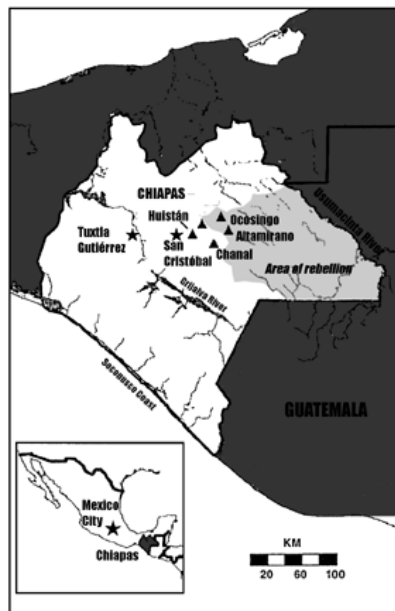 CHIAPAS
Huistán
Ocosingo
Tuxtla
Gutiérrez
San
Cristóbal
Altamirano
Chanal
Usumacinta River
Area of rebellion
Grijalva River
Soconusco Coast
GUATEMALA
Mexico
City
Chiapas
KM
20 60 100